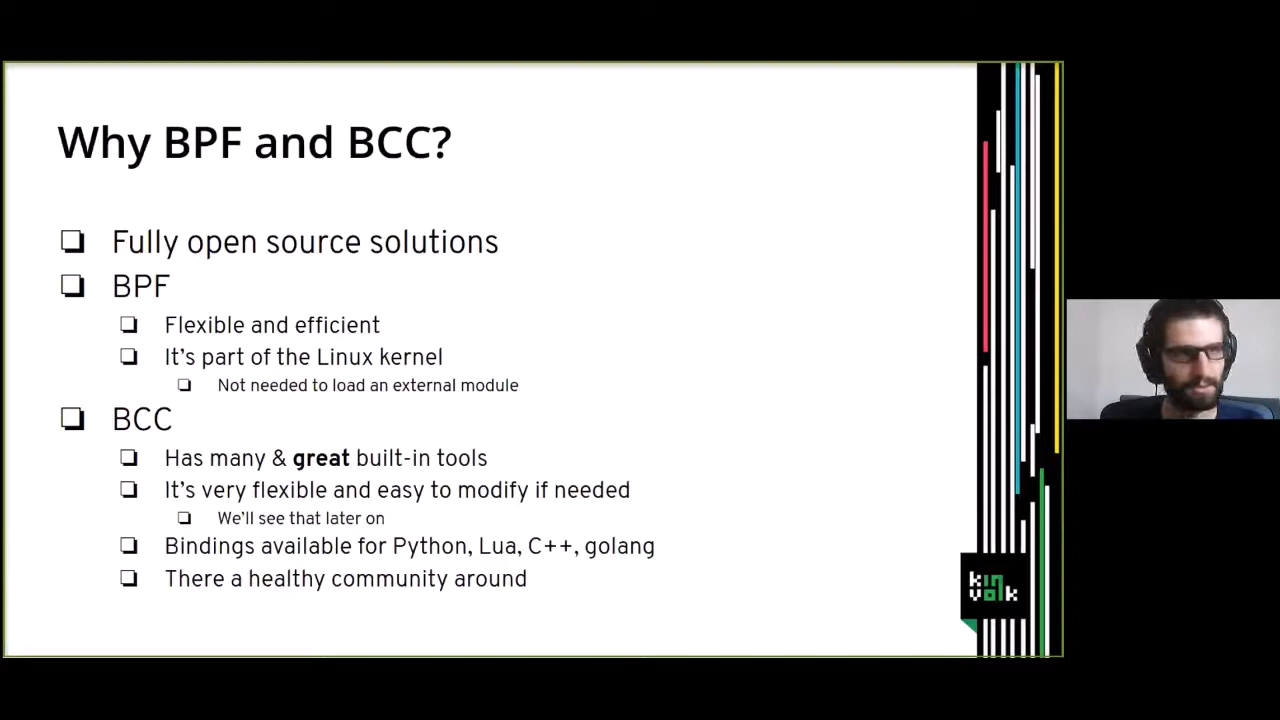 Why BPF and BCC?
Fully open source solutions
BPF
Flexible and efficient
It's part of the Linux kernel
Not needed to load an external module
BCC
Has many & great built-in tools
It's very flexible and easy to modify if needed
We'll see that later on
Bindings available for Python, Lua, C++, golang
There a healthy community around
kin
volk